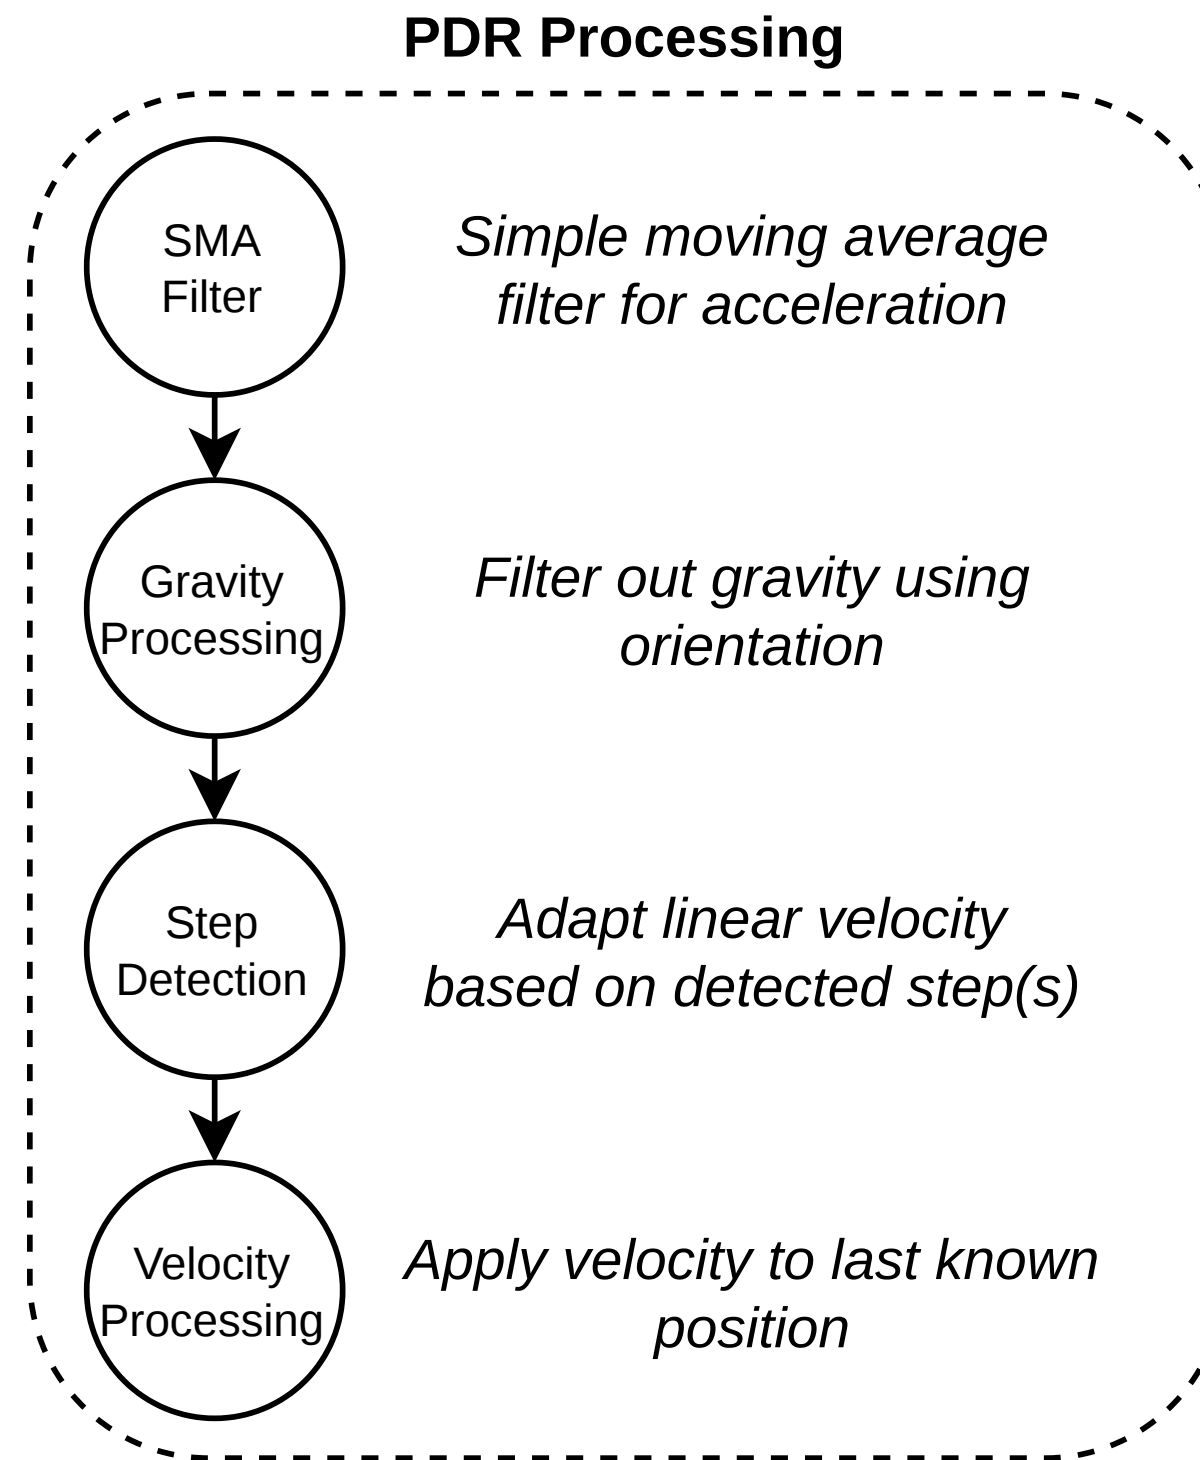 PDR Processing
SMA
Filter
Simple moving average
filter for acceleration
Gravity
Processing
Filter out gravity using
orientation
Step
Detection
Adapt linear velocity
based on detected step(s)
Velocity
Processing
Apply velocity to last known
position